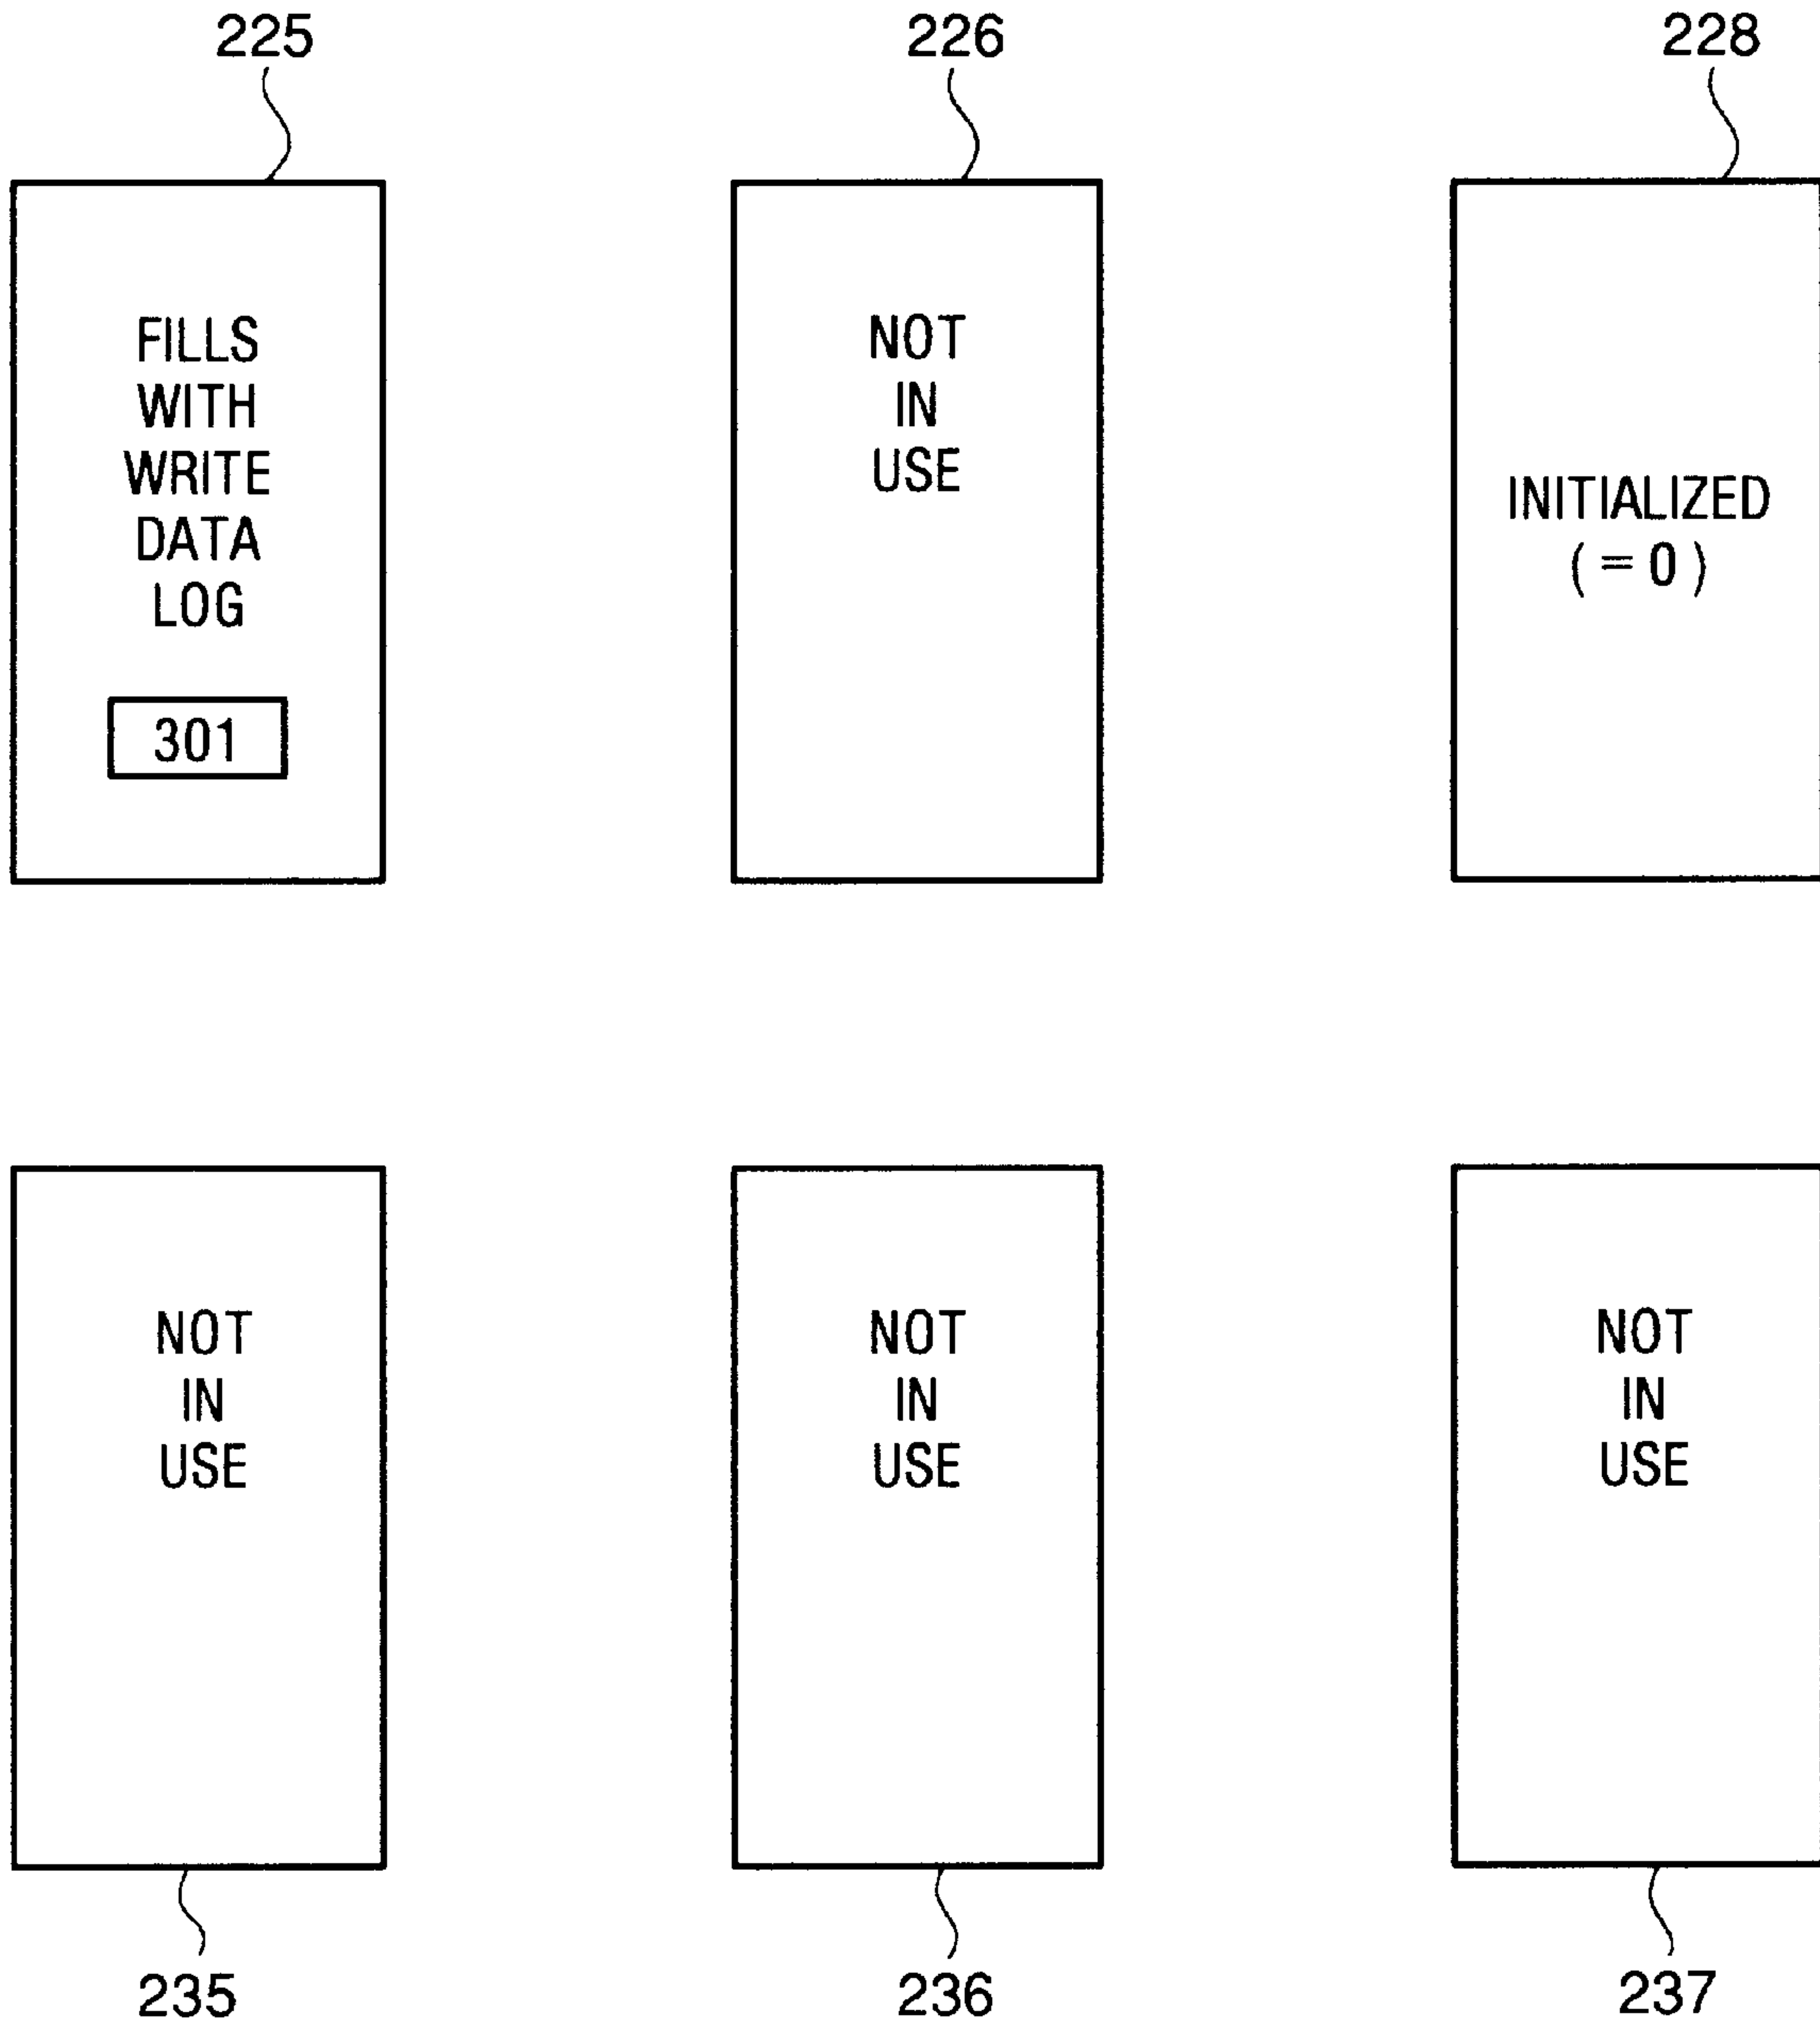 225
226
228
FILLS
WITH
WRITE
DATA
LOG
301
NOT
IN
USE
INITIALIZED
( = 0 )
NOT
IN
USE
NOT
IN
USE
NOT
IN
USE
235
236
237